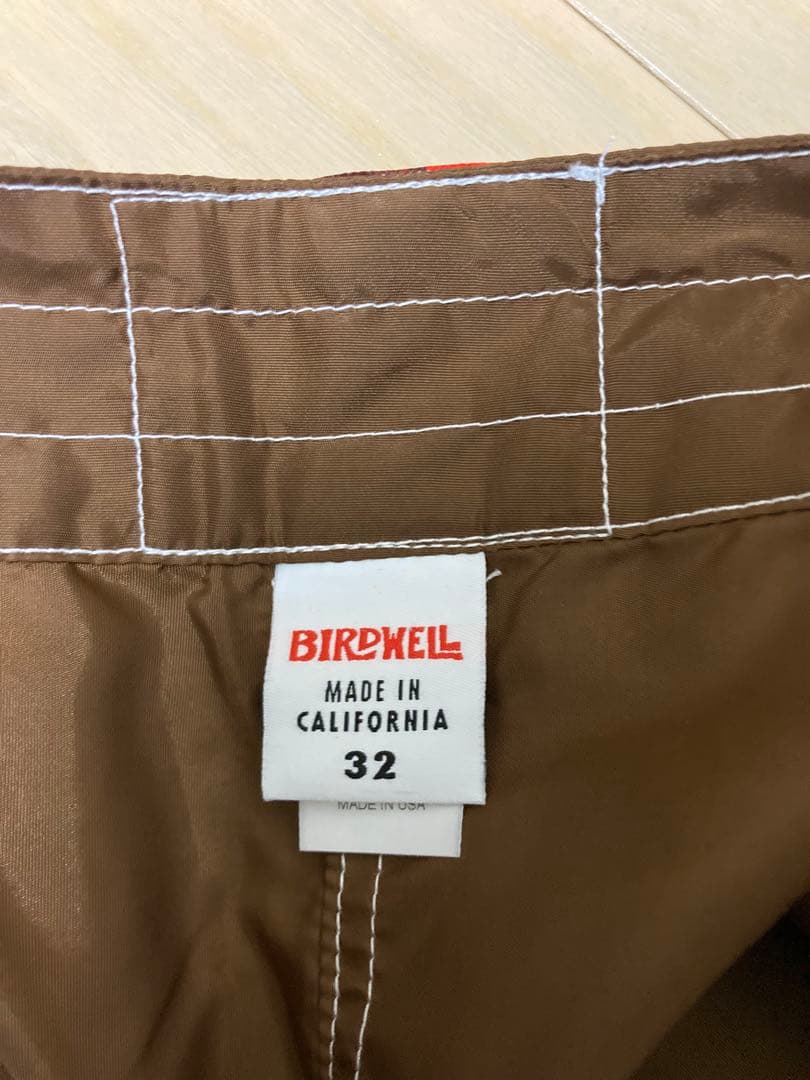 BIRDWELL
MADE IN
CALIFORNIA
32
MADE IN USA